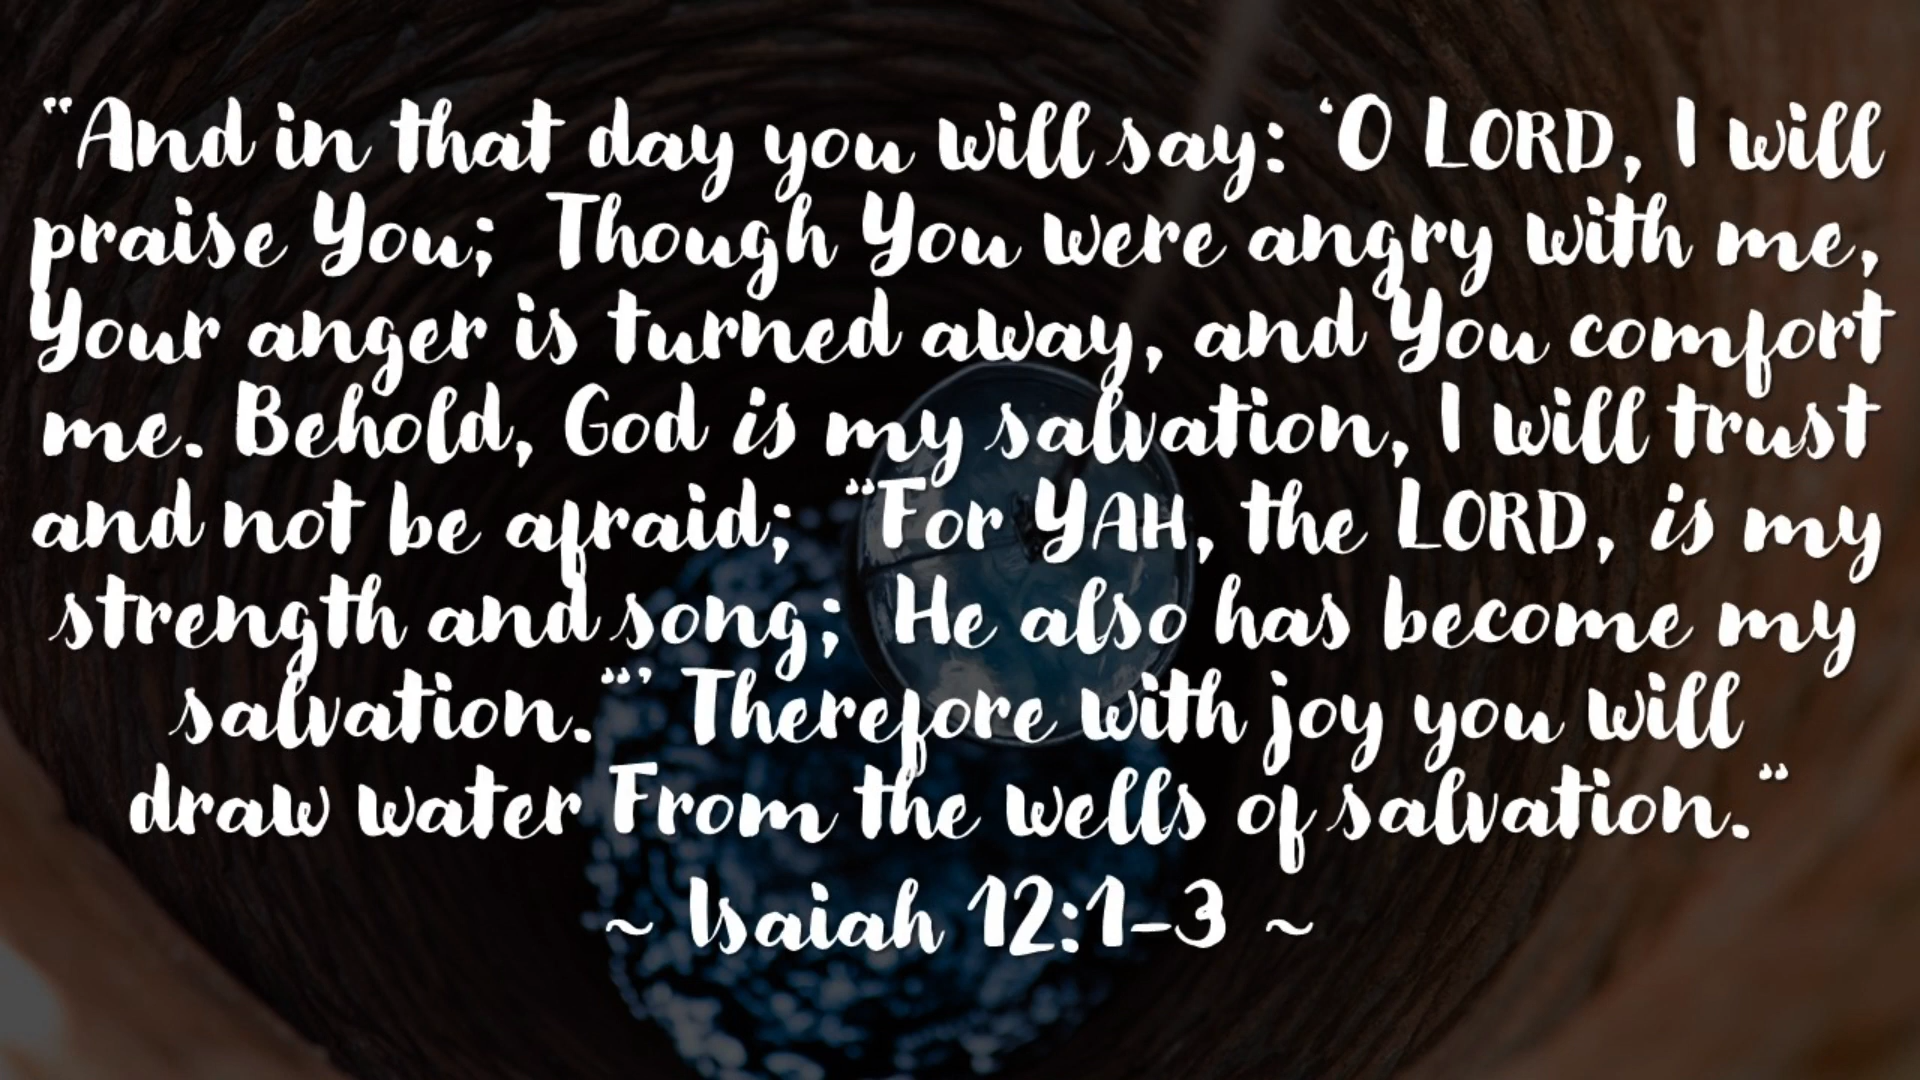 “And in that day you will say: ‘O LORD, I will
praise You; Though You were angry with me,
Your anger is turned away, and You comfort
me. Behold, God is my salvation, I will trust
and not be afraid; “For YAH, the LORD, is my
strength and song; He also has become my
salvation.”’ Therefore with joy you will
draw water From the wells of salvation.”
~ Isaiah 12:1-3 ~